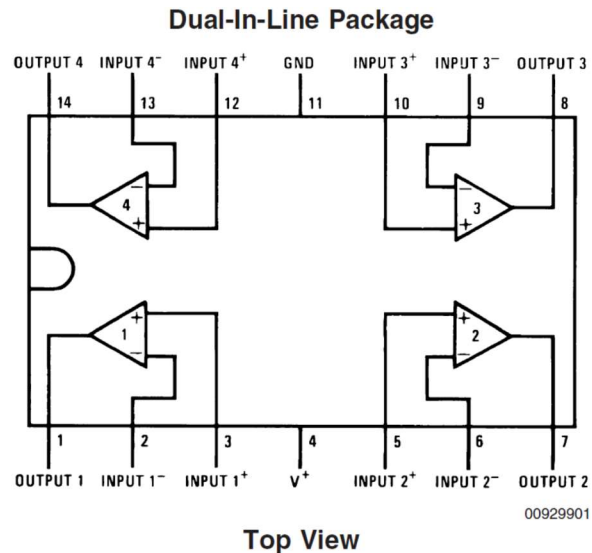 Dual-In-Line Package
OUTPUT 4 INPUT 4⁻ INPUT 4⁺ GND INPUT 3⁺ INPUT 3⁻ OUTPUT 3
14 13 12 11 10 9 8
− −
4 3
+ +
+ +
1 2
− −
1 2 3 4 5 6 7
OUTPUT 1 INPUT 1⁻ INPUT 1⁺ V⁺ INPUT 2⁺ INPUT 2⁻ OUTPUT 2
00929901
Top View